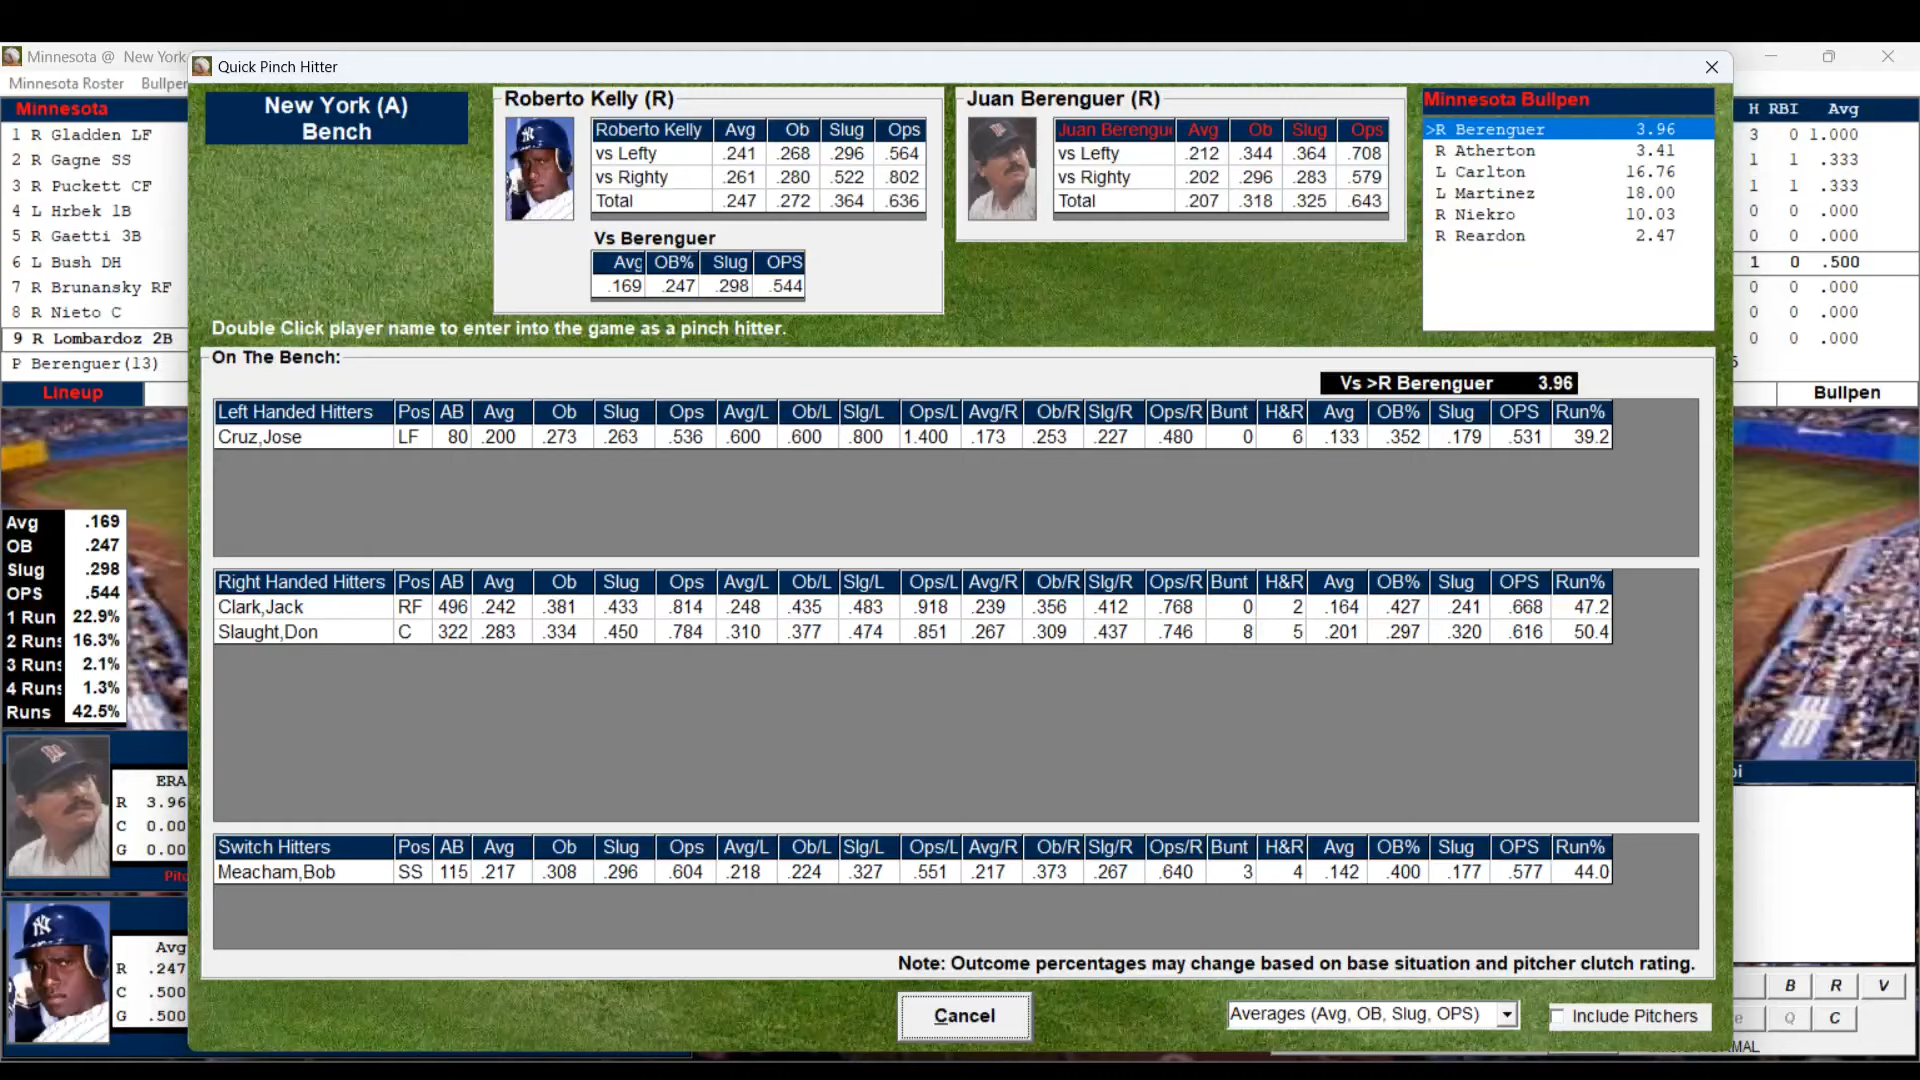 Minnesota @ New York
Minnesota Roster Bullpen
Quick Pinch Hitter
Minnesota
1 R Gladden LF
2 R Gagne SS
3 R Puckett CF
4 L Hrbek 1B
5 R Gaetti 3B
6 L Bush DH
7 R Brunansky RF
8 R Nieto C
9 R Lombardoz 2B
P Berenguer(13)
Lineup
New York (A)
Bench
Roberto Kelly (R)
Roberto Kelly Avg Ob Slug Ops
vs Lefty .241 .268 .296 .564
vs Righty .261 .280 .522 .802
Total .247 .272 .364 .636
Vs Berenguer
Avg OB% Slug OPS
.169 .247 .298 .544
Juan Berenguer (R)
Juan Berengu Avg Ob Slug Ops
vs Lefty .212 .344 .364 .708
vs Righty .202 .296 .283 .579
Total .207 .318 .325 .643
Minnesota Bullpen
>R Berenguer 3.96
R Atherton 3.41
L Carlton 16.76
L Martinez 18.00
R Niekro 10.03
R Reardon 2.47
H RBI Avg
3 0 1.000
1 1 .333
1 1 .333
0 0 .000
0 0 .000
1 0 .500
0 0 .000
0 0 .000
0 0 .000
Bullpen
Double Click player name to enter into the game as a pinch hitter.
On The Bench:
Vs >R Berenguer 3.96
Left Handed Hitters Pos AB Avg Ob Slug Ops Avg/L Ob/L Slg/L Ops/L Avg/R Ob/R Slg/R Ops/R Bunt H&R Avg OB% Slug OPS Run%
Cruz,Jose LF 80 .200 .273 .263 .536 .600 .600 .800 1.400 .173 .253 .227 .480 0 6 .133 .352 .179 .531 39.2
Right Handed Hitters Pos AB Avg Ob Slug Ops Avg/L Ob/L Slg/L Ops/L Avg/R Ob/R Slg/R Ops/R Bunt H&R Avg OB% Slug OPS Run%
Clark,Jack RF 496 .242 .381 .433 .814 .248 .435 .483 .918 .239 .356 .412 .768 0 2 .164 .427 .241 .668 47.2
Slaught,Don C 322 .283 .334 .450 .784 .310 .377 .474 .851 .267 .309 .437 .746 8 5 .201 .297 .320 .616 50.4
Switch Hitters Pos AB Avg Ob Slug Ops Avg/L Ob/L Slg/L Ops/L Avg/R Ob/R Slg/R Ops/R Bunt H&R Avg OB% Slug OPS Run%
Meacham,Bob SS 115 .217 .308 .296 .604 .218 .224 .327 .551 .217 .373 .267 .640 3 4 .142 .400 .177 .577 44.0
Note: Outcome percentages may change based on base situation and pitcher clutch rating.
Cancel
Averages (Avg, OB, Slug, OPS)
Include Pitchers
Avg .169
OB .247
Slug .298
OPS .544
1 Run 22.9%
2 Runs 16.3%
3 Runs 2.1%
4 Runs 1.3%
Runs 42.5%
ERA
R 3.96
C 0.00
G 0.00
Avg
R .247
C .500
G .500
B R V
Q C